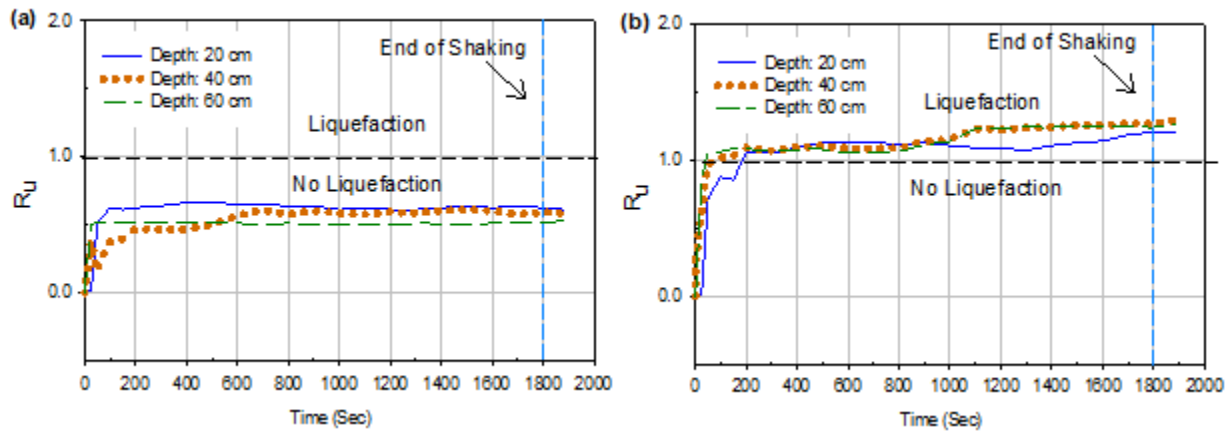 (a)
2.0
1.0
0.0
Ru
Depth: 20 cm
Depth: 40 cm
Depth: 60 cm
End of Shaking
Liquefaction
No Liquefaction
0 200 400 600 800 1000 1200 1400 1600 1800 2000
Time (Sec)
(b)
2.0
1.0
0.0
Ru
Depth: 20 cm
Depth: 40 cm
Depth: 60 cm
End of Shaking
Liquefaction
No Liquefaction
0 200 400 600 800 1000 1200 1400 1600 1800 2000
Time (Sec)